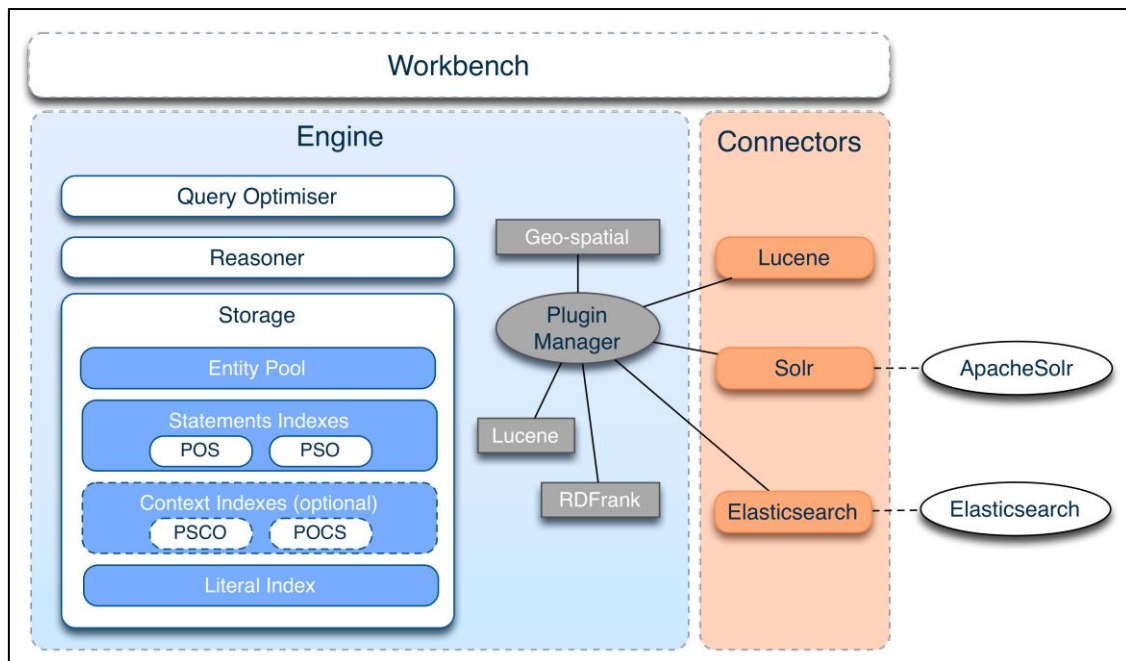 Workbench
Engine
Query Optimiser
Reasoner
Storage
Entity Pool
Statements Indexes
POS PSO
Context Indexes (optional)
PSCO POCS
Literal Index
Geo-spatial
Plugin
Manager
Lucene
RDFrank
Connectors
Lucene
Solr
Elasticsearch
ApacheSolr
Elasticsearch